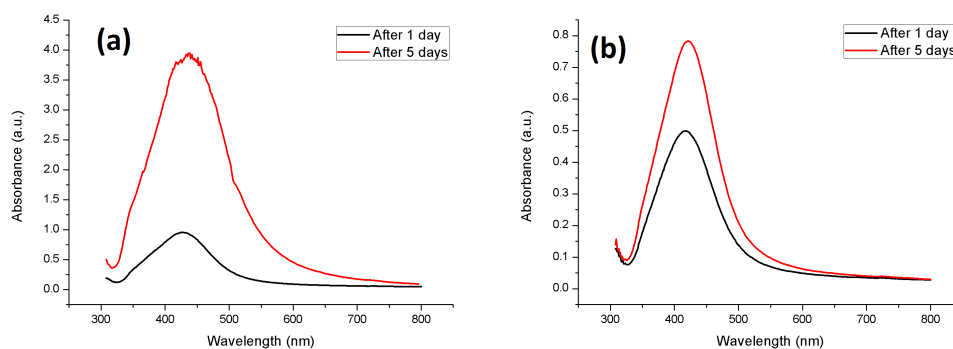 (a)
After 1 day
After 5 days
4.5
4.0
3.5
3.0
2.5
2.0
1.5
1.0
0.5
0.0
Absorbance (a.u.)
300 400 500 600 700 800
Wavelength (nm)
(b)
After 1 day
After 5 days
0.8
0.7
0.6
0.5
0.4
0.3
0.2
0.1
0.0
Absorbance (a.u.)
300 400 500 600 700 800
Wavelength (nm)